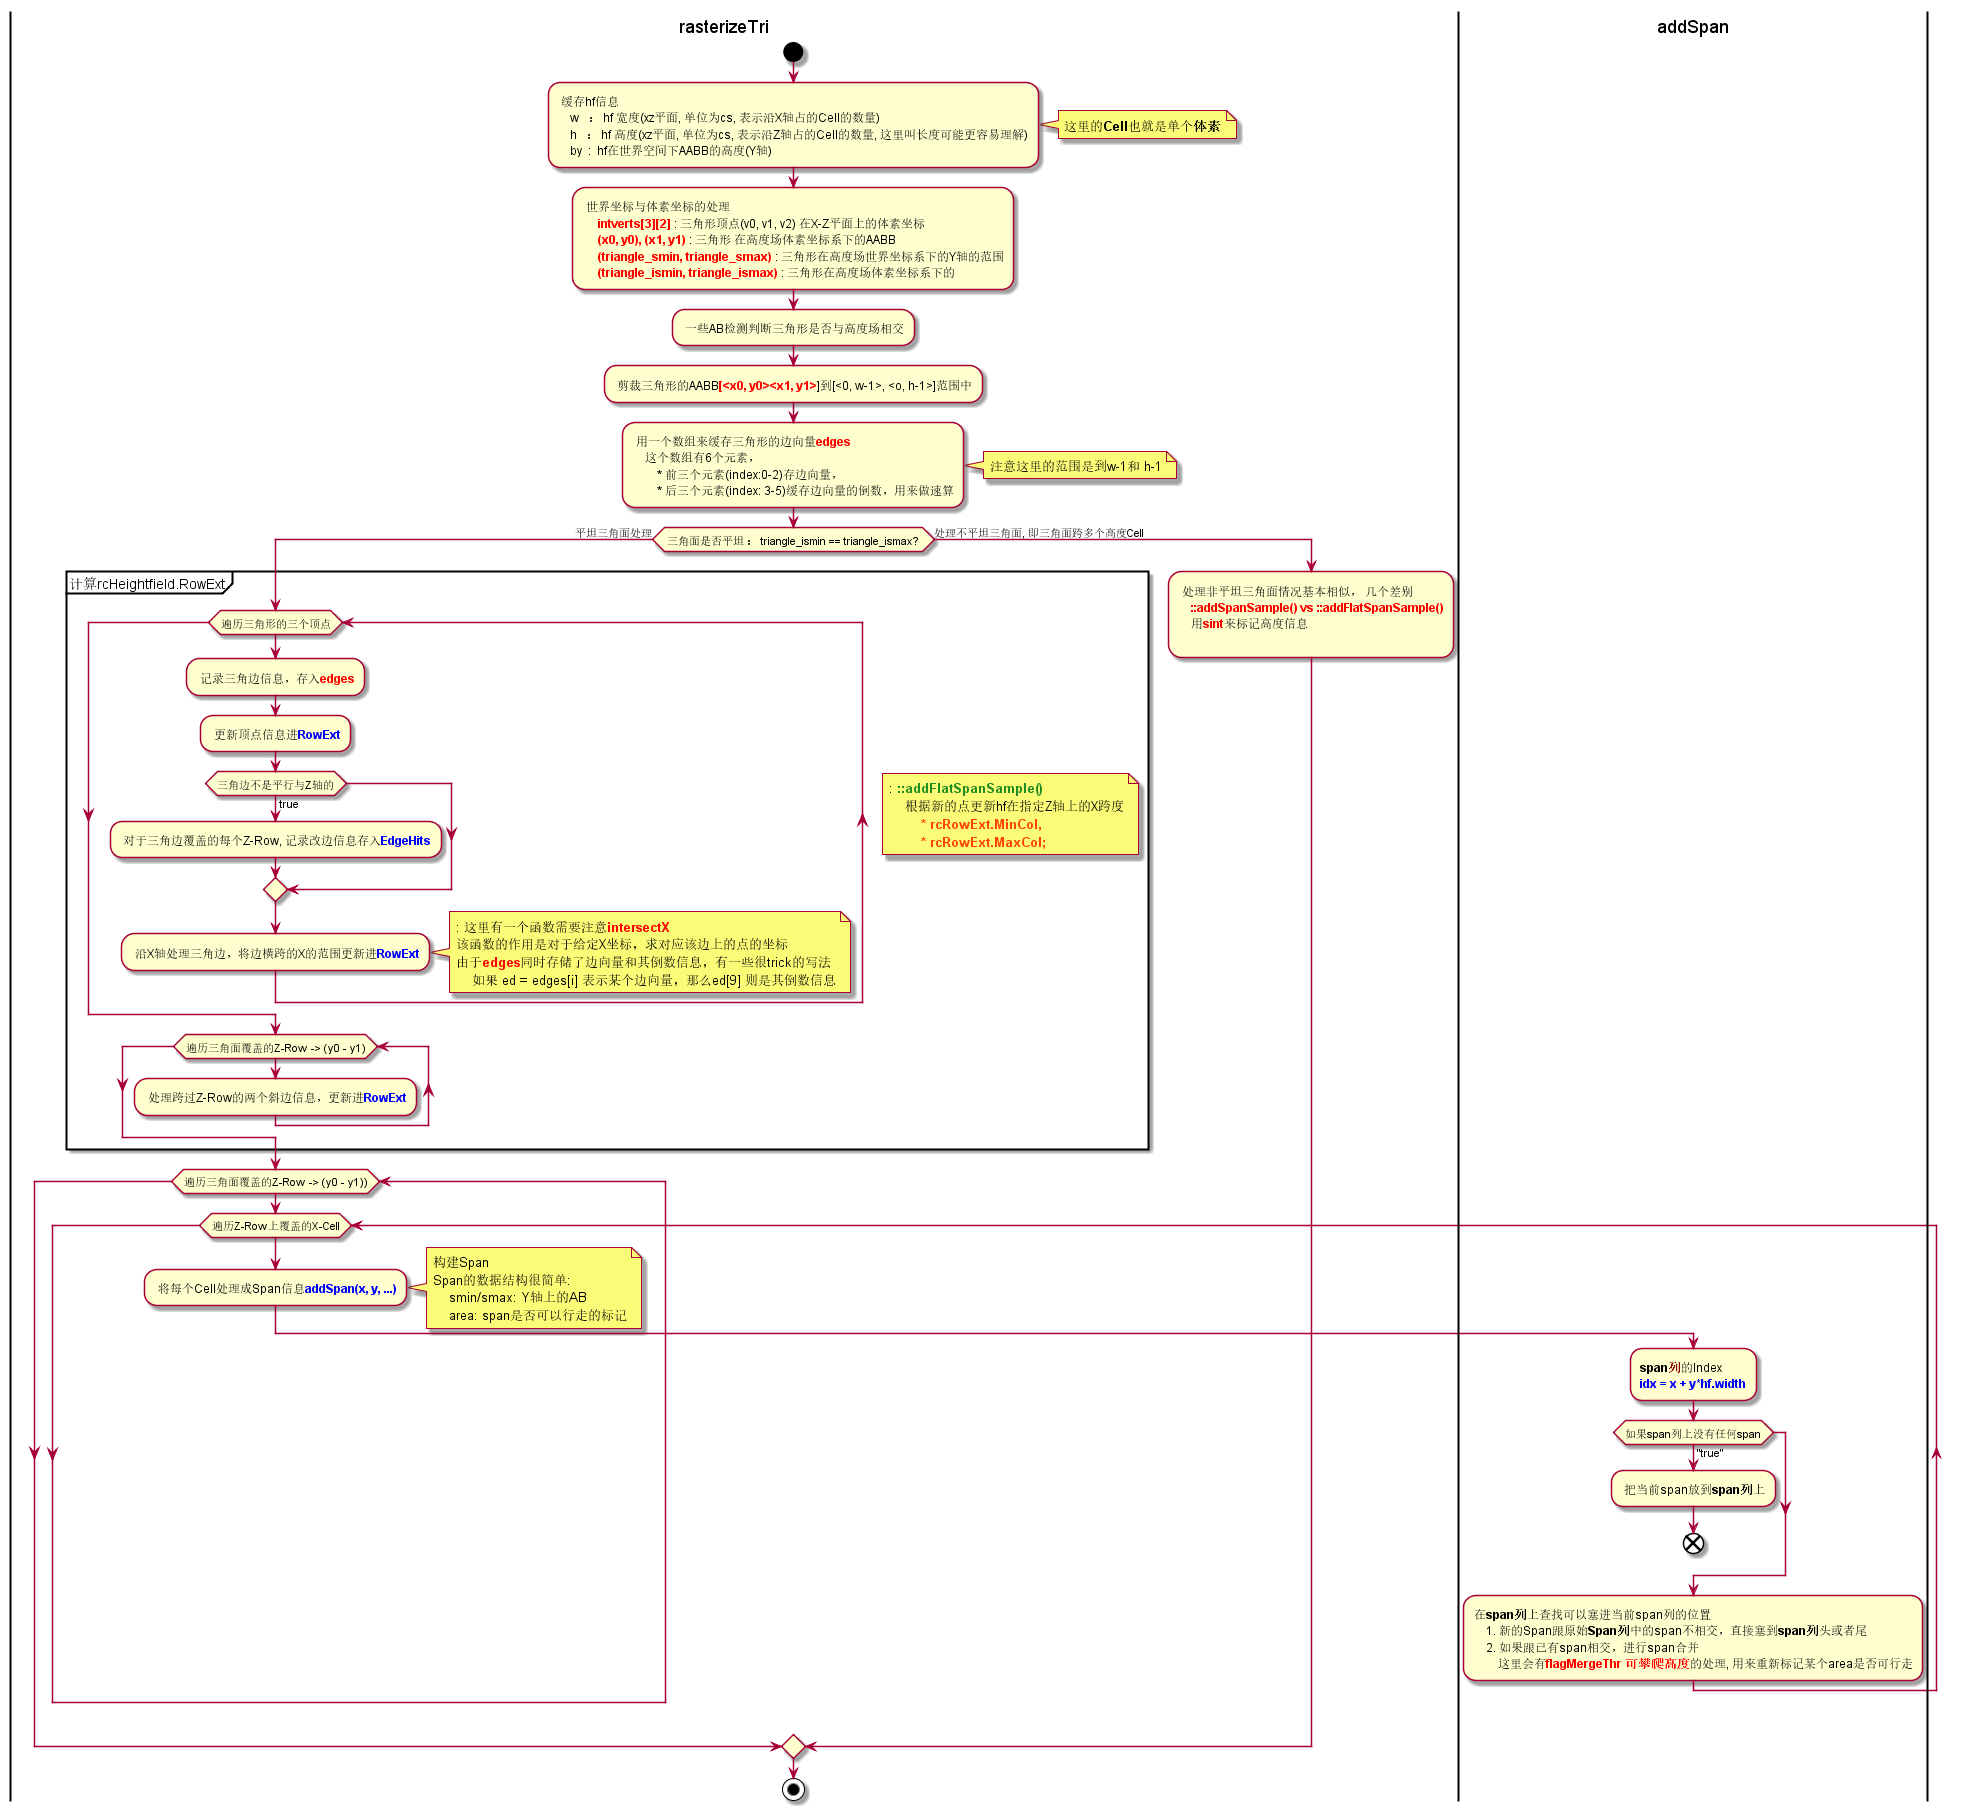 rasterizeTri
addSpan
缓存hf信息
w ： hf 宽度(xz平面, 单位为cs, 表示沿X轴占的Cell的数量)
h ： hf 高度(xz平面, 单位为cs, 表示沿Z轴占的Cell的数量, 这里叫长度可能更容易理解)
by : hf在世界空间下AABB的高度(Y轴)
这里的Cell也就是单个体素
世界坐标与体素坐标的处理
intverts[3][2] : 三角形顶点(v0, v1, v2) 在X-Z平面上的体素坐标
(x0, y0), (x1, y1) : 三角形 在高度场体素坐标系下的AABB
(triangle_smin, triangle_smax) : 三角形在高度场世界坐标系下的Y轴的范围
(triangle_ismin, triangle_ismax) : 三角形在高度场体素坐标系下的
一些AB检测判断三角形是否与高度场相交
剪裁三角形的AABB[<x0, y0><x1, y1>]到[<0, w-1>, <o, h-1>]范围中
用一个数组来缓存三角形的边向量edges
这个数组有6个元素，
* 前三个元素(index:0-2)存边向量，
* 后三个元素(index: 3-5)缓存边向量的倒数，用来做速算
注意这里的范围是到w-1和 h-1
平坦三角面处理
三角面是否平坦 ： triangle_ismin == triangle_ismax?
处理不平坦三角面, 即三角面跨多个高度Cell
计算rcHeightfield.RowExt
处理非平坦三角面情况基本相似， 几个差别
::addSpanSample() vs ::addFlatSpanSample()
用sint来标记高度信息
遍历三角形的三个顶点
记录三角边信息，存入edges
更新顶点信息进RowExt
三角边不是平行与Z轴的
true
对于三角边覆盖的每个Z-Row, 记录改边信息存入EdgeHits
: ::addFlatSpanSample()
根据新的点更新hf在指定Z轴上的X跨度
* rcRowExt.MinCol,
* rcRowExt.MaxCol;
沿X轴处理三角边，将边横跨的X的范围更新进RowExt
: 这里有一个函数需要注意intersectX
该函数的作用是对于给定X坐标，求对应该边上的点的坐标
由于edges同时存储了边向量和其倒数信息，有一些很trick的写法
如果 ed = edges[i] 表示某个边向量，那么ed[9] 则是其倒数信息
遍历三角面覆盖的Z-Row -> (y0 - y1)
处理跨过Z-Row的两个斜边信息，更新进RowExt
遍历三角面覆盖的Z-Row -> (y0 - y1))
遍历Z-Row上覆盖的X-Cell
将每个Cell处理成Span信息addSpan(x, y, ...)
构建Span
Span的数据结构很简单:
smin/smax: Y轴上的AB
area: span是否可以行走的标记
span列的Index
idx = x + y*hf.width
如果span列上没有任何span
"true"
把当前span放到span列上
在span列上查找可以塞进当前span列的位置
1. 新的Span跟原始Span列中的span不相交，直接塞到span列头或者尾
2. 如果跟已有span相交，进行span合并
这里会有flagMergeThr 可攀爬高度的处理, 用来重新标记某个area是否可行走